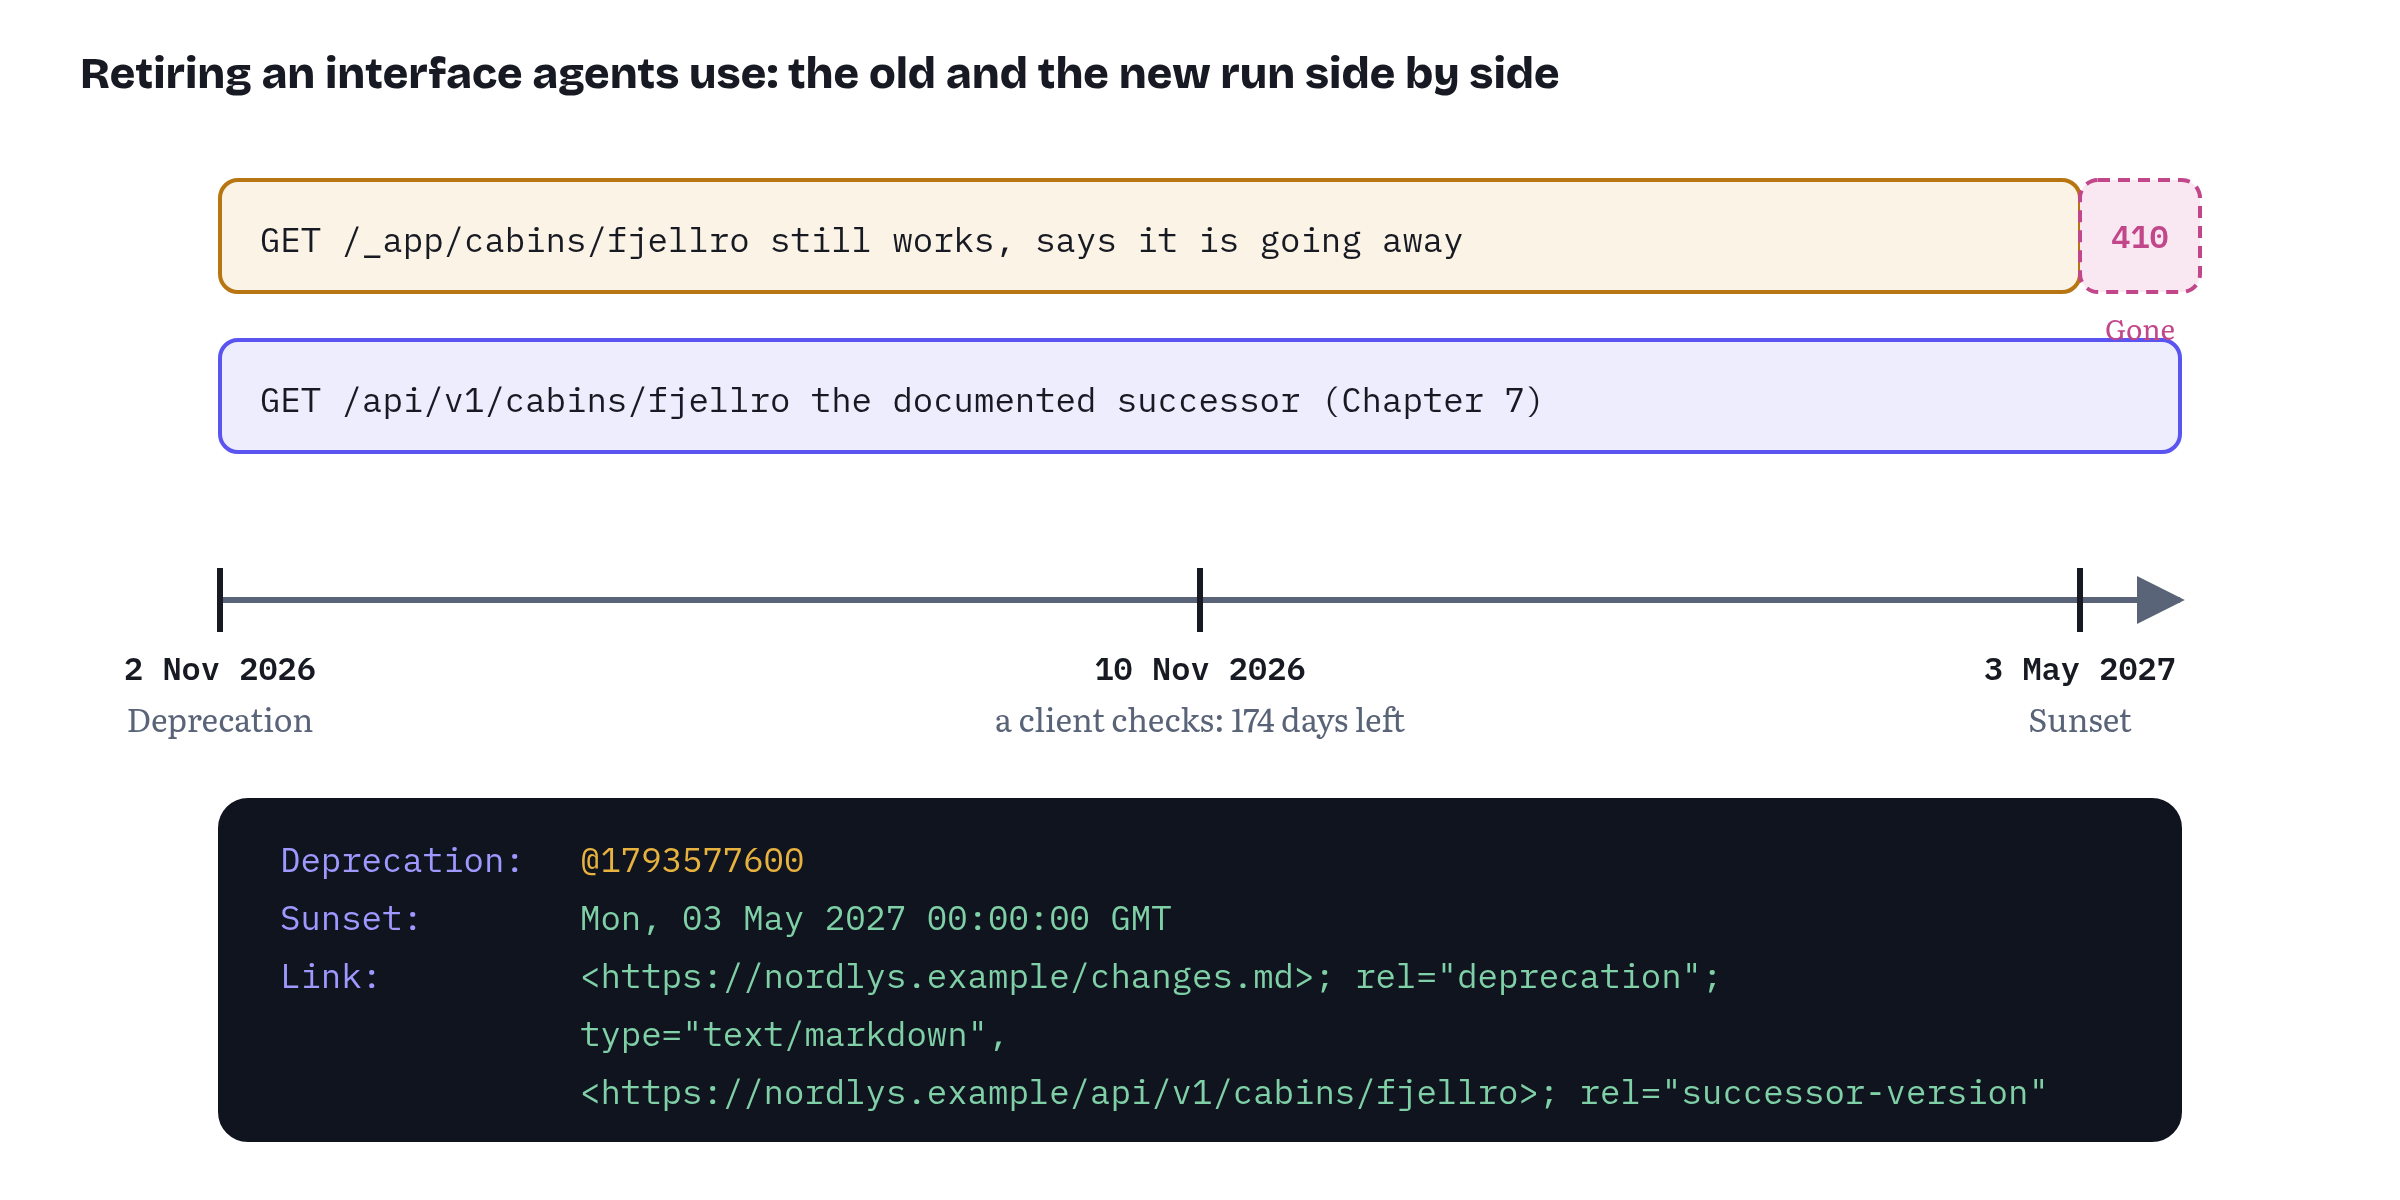 Retiring an interface agents use: the old and the new run side by side
GET /_app/cabins/fjellro still works, says it is going away
410
Gone
GET /api/v1/cabins/fjellro the documented successor (Chapter 7)
2 Nov 2026
Deprecation
10 Nov 2026
a client checks: 174 days left
3 May 2027
Sunset
Deprecation: @1793577600
Sunset: Mon, 03 May 2027 00:00:00 GMT
Link: <https://nordlys.example/changes.md>; rel="deprecation";
type="text/markdown",
<https://nordlys.example/api/v1/cabins/fjellro>; rel="successor-version"